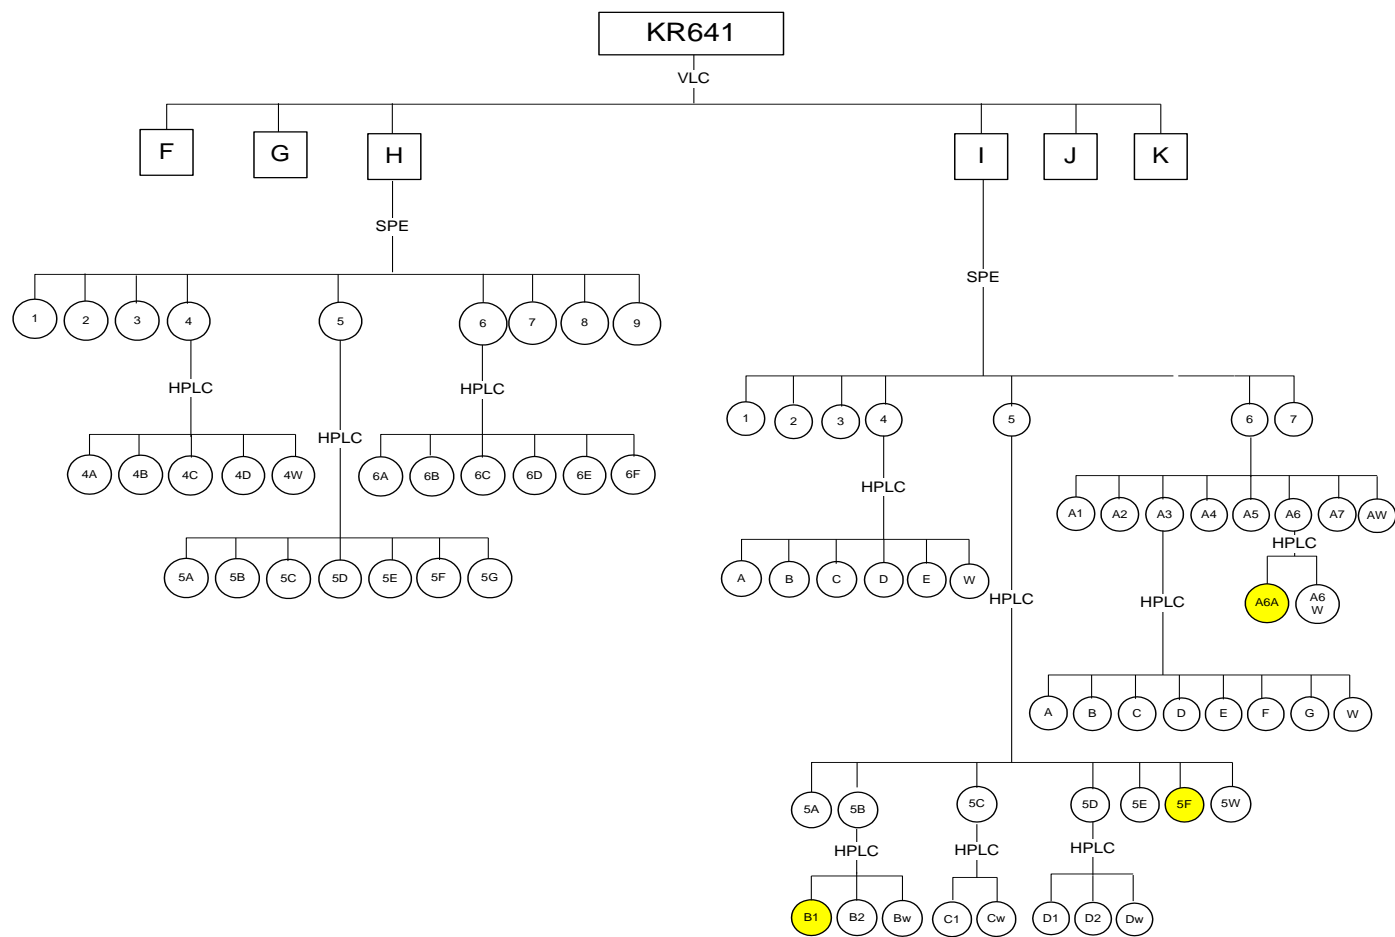 KR641
VLC
F G H I J K
SPE
SPE
1 2 3 4 5 6 7 8 9
HPLC HPLC
HPLC
4A 4B 4C 4D 4W 6A 6B 6C 6D 6E 6F
5A 5B 5C 5D 5E 5F 5G
1 2 3 4 5 6 7
HPLC
A1 A2 A3 A4 A5 A6 A7 AW
HPLC
A B C D E W
HPLC
HPLC
A6A A6
W
A B C D E F G W
5A 5B 5C 5D 5E 5F 5W
HPLC HPLC HPLC
B1 B2 Bw C1 Cw D1 D2 Dw